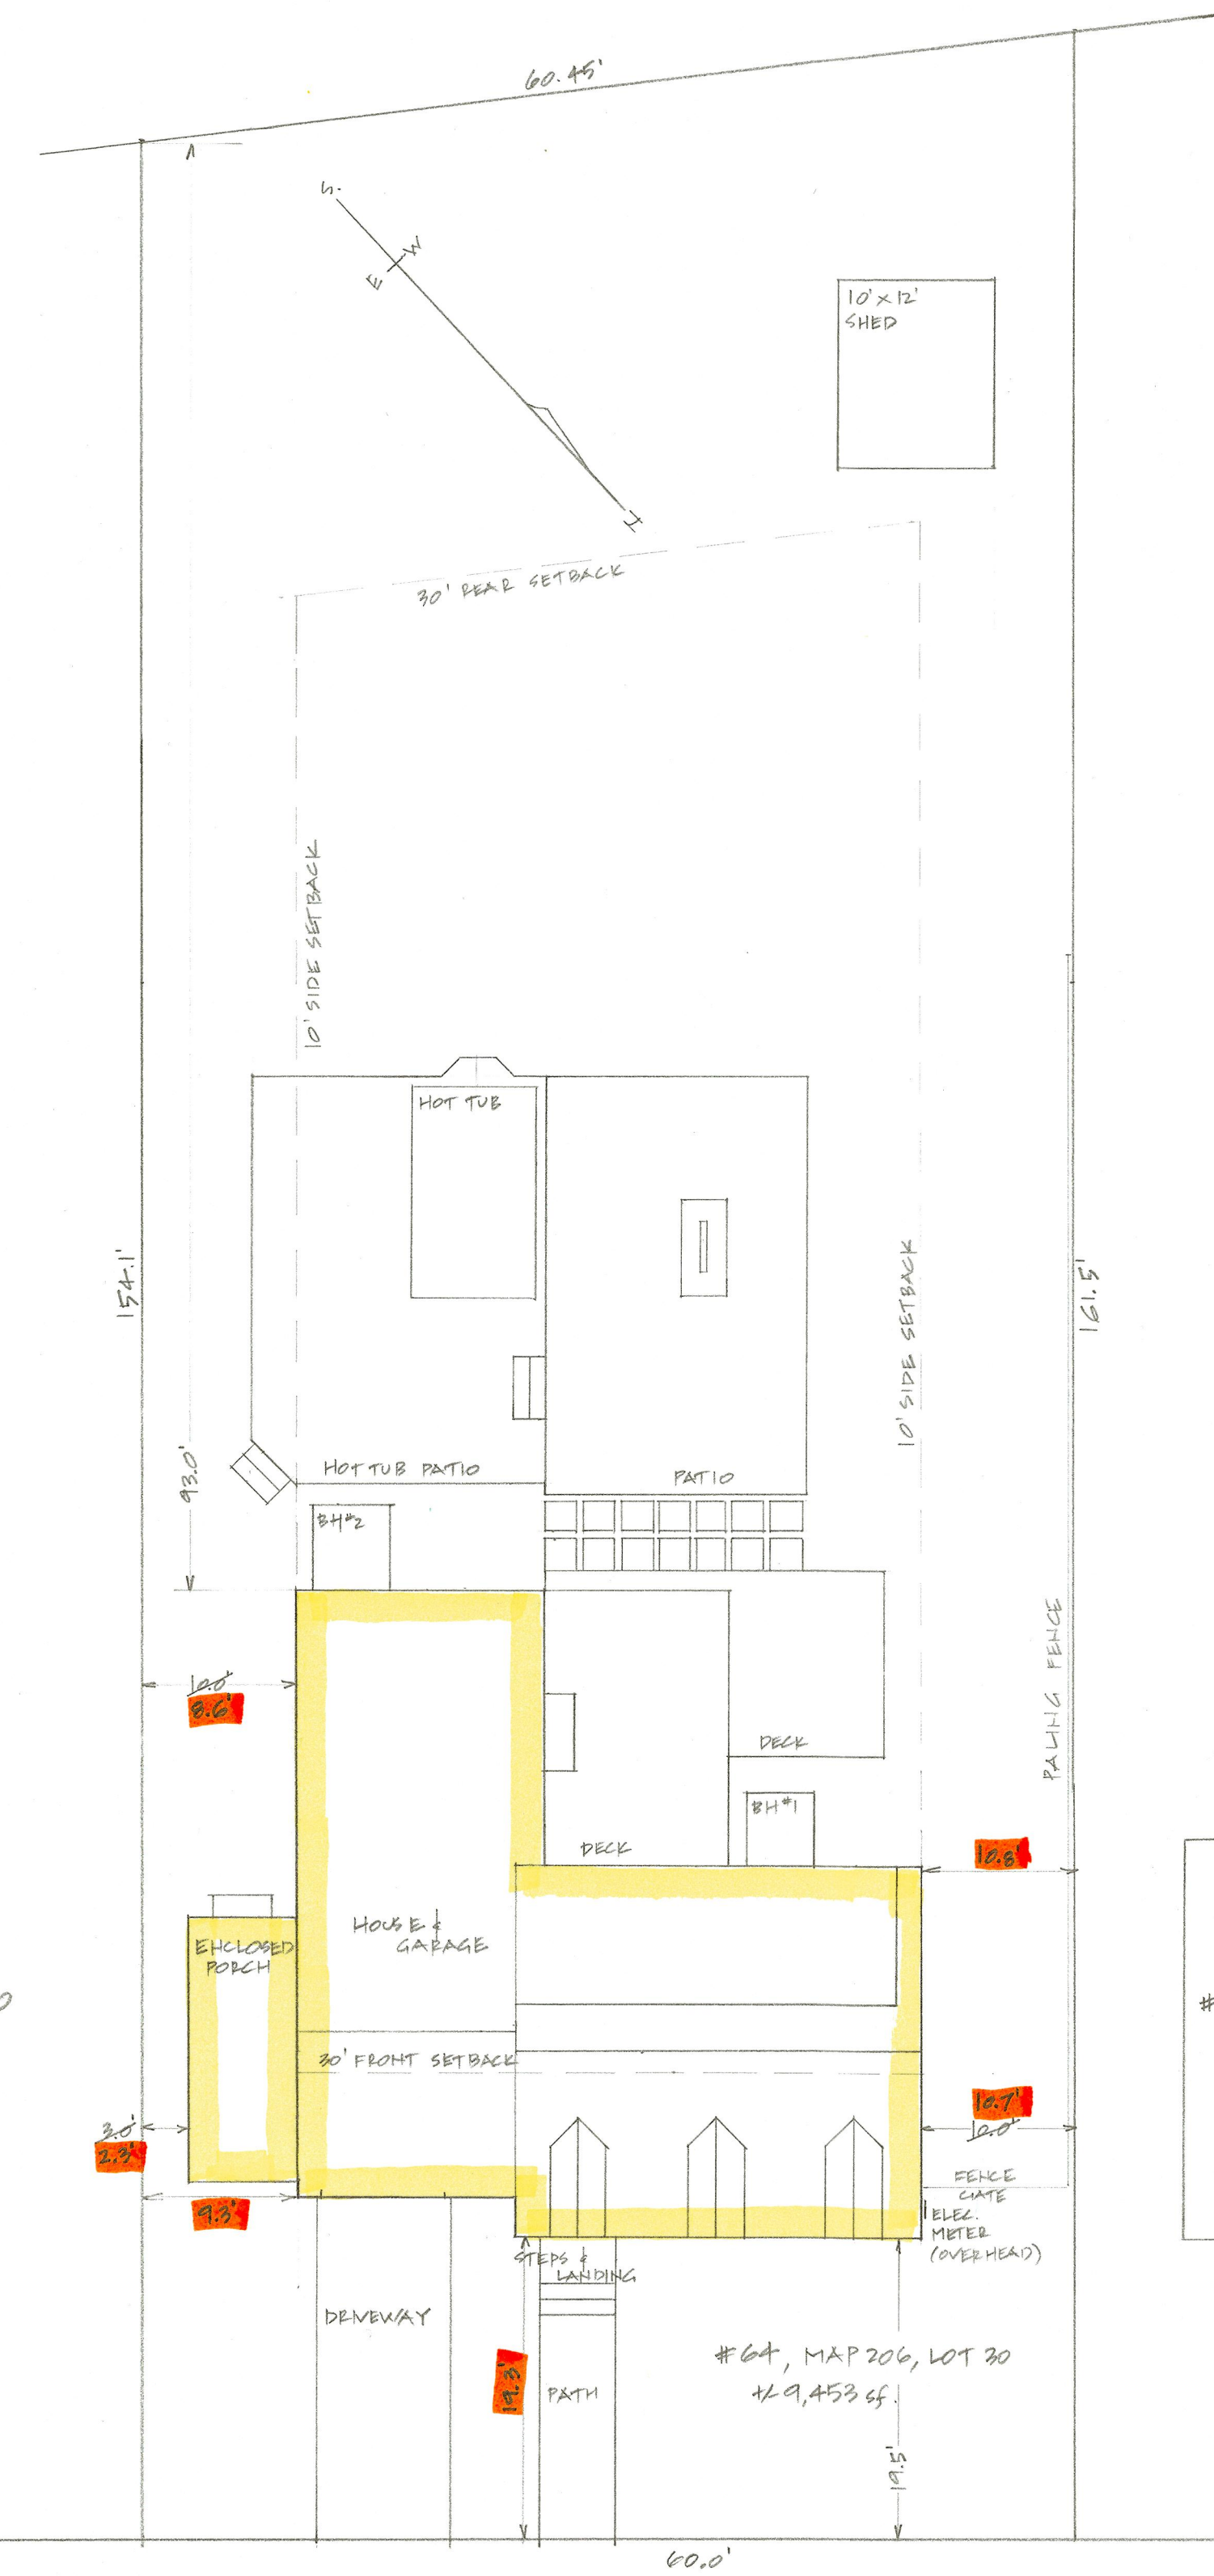 60.45'
S.
W
E
N
10' x 12'
SHED
30' REAR SETBACK
10' SIDE SETBACK
HOT TUB
154.1'
161.5'
10' SIDE SETBACK
93.0'
HOT TUB PATIO
PATIO
BH#2
PALING FENCE
10.0'
8.6'
DECK
BH#1
DECK
10.8'
HOUSE &
GARAGE
ENCLOSED
PORCH
#
30' FRONT SETBACK
10.7'
10.0'
3.0'
2.3'
9.3'
FENCE
GATE
ELEC.
METER
(OVERHEAD)
STEPS &
LANDING
DRIVEWAY
#64, MAP 206, LOT 30
+/- 9,453 sf.
19.3'
PATH
19.5'
60.0'